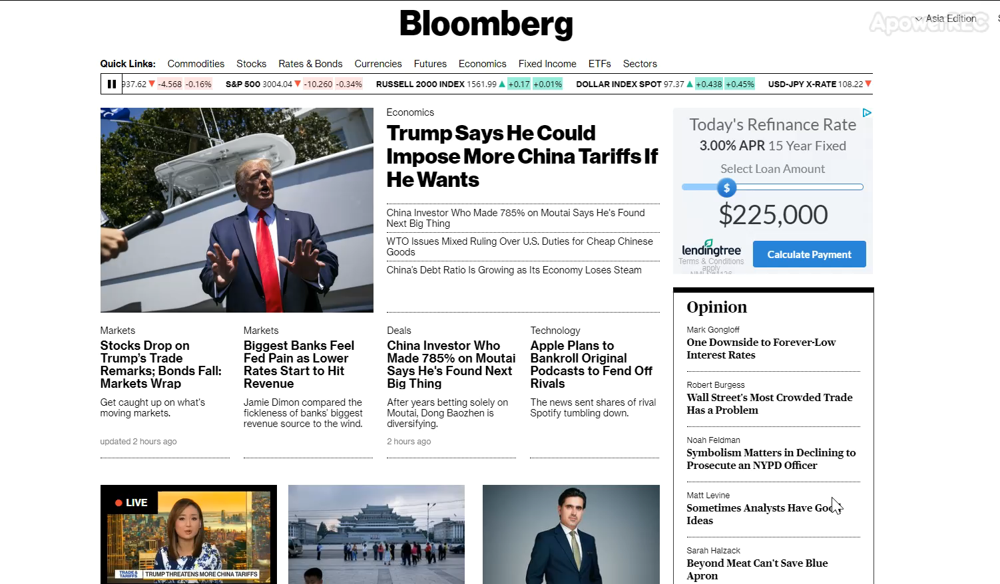 Bloomberg
ApowerREC
Asia Edition
Quick Links: Commodities Stocks Rates & Bonds Currencies Futures Economics Fixed Income ETFs Sectors
937.62 ▼ -4.568 -0.16% S&P 500 3004.04 ▼ -10.260 -0.34% RUSSELL 2000 INDEX 1561.99 ▲ +0.17 +0.01% DOLLAR INDEX SPOT 97.37 ▲ +0.438 +0.45% USD-JPY X-RATE 108.22 ▼
Economics
Trump Says He Could
Impose More China Tariffs If
He Wants
China Investor Who Made 785% on Moutai Says He's Found
Next Big Thing
WTO Issues Mixed Ruling Over U.S. Duties for Cheap Chinese
Goods
China's Debt Ratio Is Growing as Its Economy Loses Steam
Today's Refinance Rate
3.00% APR 15 Year Fixed
Select Loan Amount
$
$225,000
lendingtree
Terms & Conditions
apply
Calculate Payment
Markets
Stocks Drop on
Trump's Trade
Remarks; Bonds Fall:
Markets Wrap
Get caught up on what's
moving markets.
updated 2 hours ago
Markets
Biggest Banks Feel
Fed Pain as Lower
Rates Start to Hit
Revenue
Jamie Dimon compared the
fickleness of banks' biggest
revenue source to the wind.
Deals
China Investor Who
Made 785% on Moutai
Says He's Found Next
Big Thing
After years betting solely on
Moutai, Dong Baozhen is
diversifying.
2 hours ago
Technology
Apple Plans to
Bankroll Original
Podcasts to Fend Off
Rivals
The news sent shares of rival
Spotify tumbling down.
Opinion
Mark Gongloff
One Downside to Forever-Low
Interest Rates
Robert Burgess
Wall Street's Most Crowded Trade
Has a Problem
Noah Feldman
Symbolism Matters in Declining to
Prosecute an NYPD Officer
Matt Levine
Sometimes Analysts Have Good
Ideas
Sarah Halzack
Beyond Meat Can't Save Blue
Apron
LIVE
TRADE &
TARIFFS
TRUMP THREATENS MORE CHINA TARIFFS